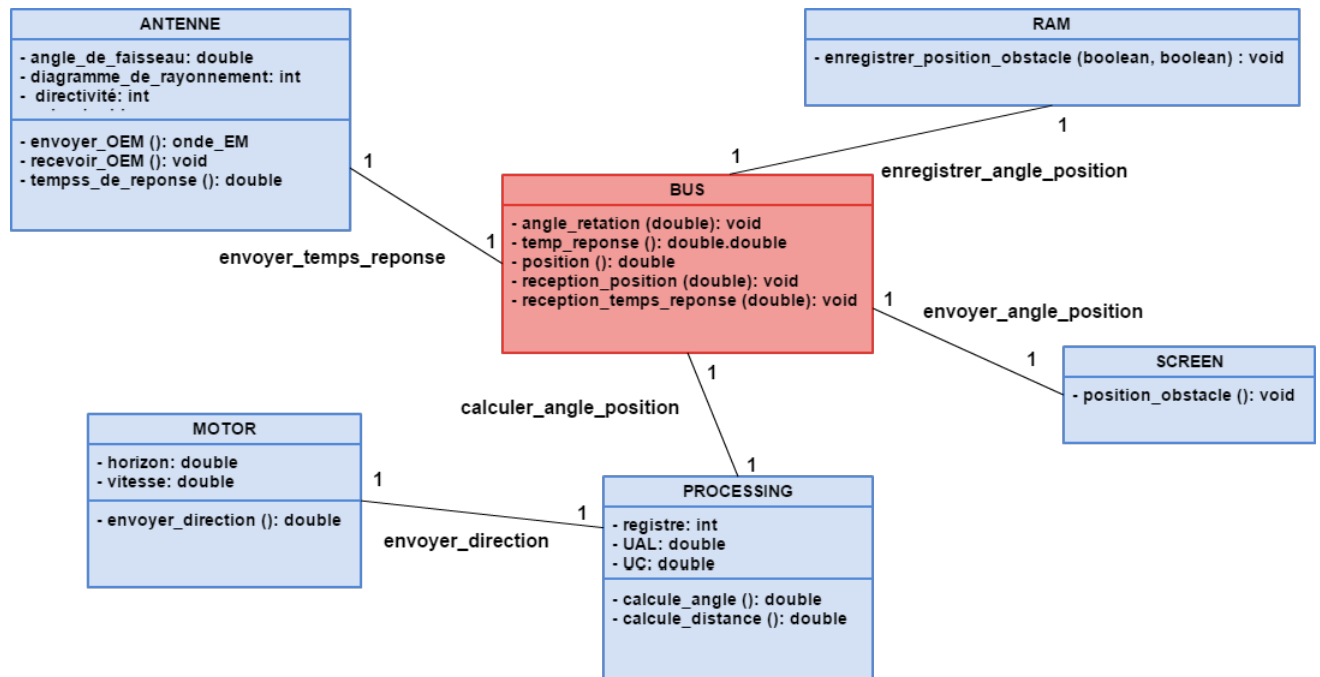 ANTENNE
- angle_de_faisseau: double
- diagramme_de_rayonnement: int
- directivité: int
- envoyer_OEM (): onde_EM
- recevoir_OEM (): void
- tempss_de_reponse (): double
RAM
- enregistrer_position_obstacle (boolean, boolean) : void
1
1
enregistrer_angle_position
1
1
envoyer_temps_reponse
BUS
- angle_retation (double): void
- temp_reponse (): double.double
- position (): double
- reception_position (double): void
- reception_temps_reponse (double): void
1
envoyer_angle_position
1
SCREEN
- position_obstacle (): void
1
calculer_angle_position
1
MOTOR
- horizon: double
- vitesse: double
- envoyer_direction (): double
1
1
envoyer_direction
PROCESSING
- registre: int
- UAL: double
- UC: double
- calcule_angle (): double
- calcule_distance (): double